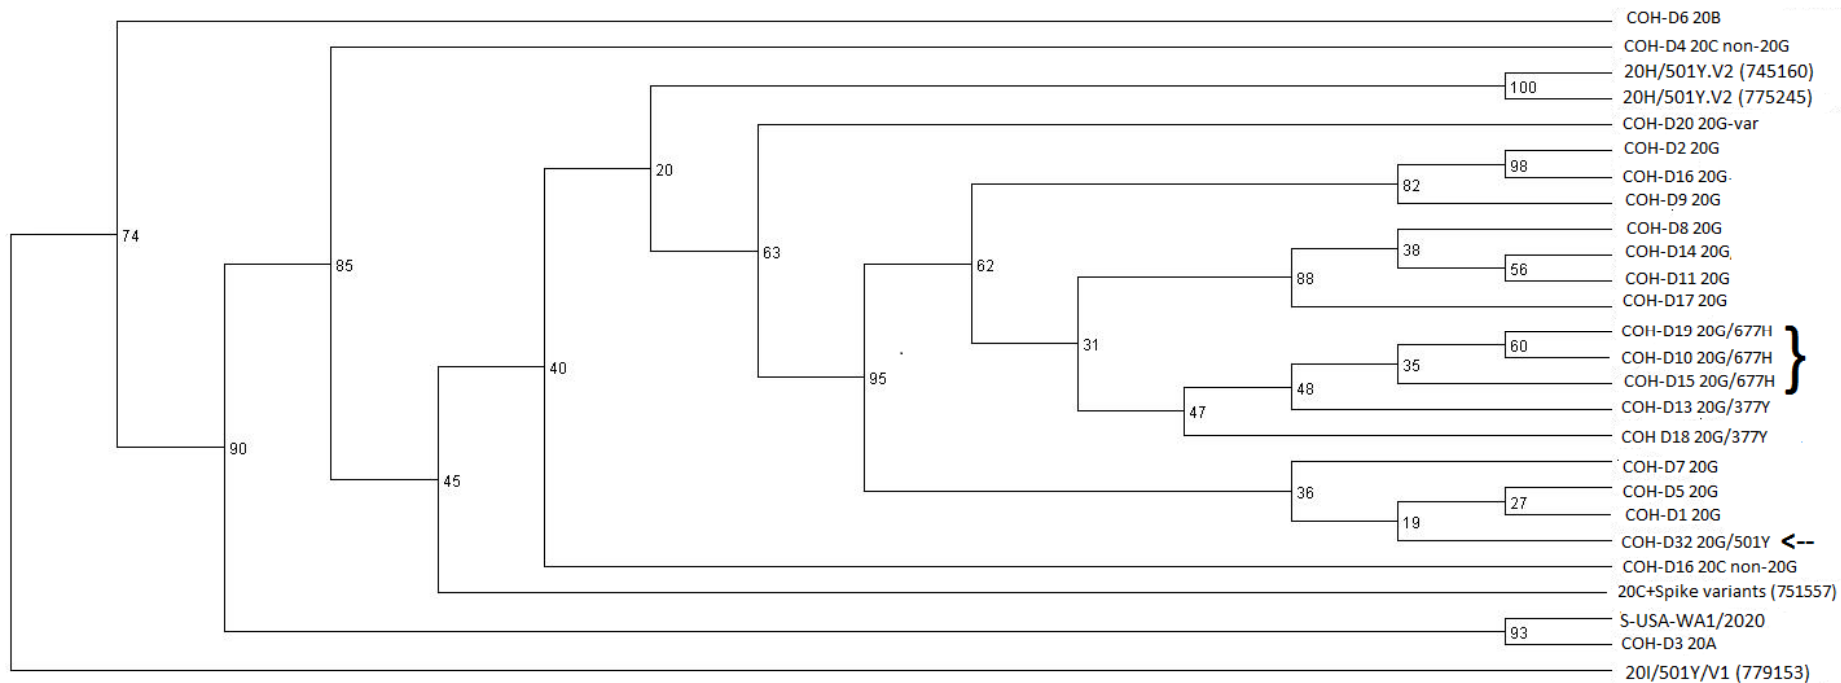 COH-D6 20B
COH-D4 20C non-20G
20H/501Y.V2 (745160)
100
20H/501Y.V2 (775245)
COH-D20 20G-var
COH-D2 20G
98
20
COH-D16 20G
82
COH-D9 20G
COH-D8 20G
74
38
63
COH-D14 20G
85
62
56
88
COH-D11 20G
COH-D17 20G
COH-D19 20G/677H
31
60
COH-D10 20G/677H }
35
40
95
COH-D15 20G/677H
48
47
COH-D13 20G/377Y
COH D18 20G/377Y
90
COH-D7 20G
45
36
COH-D5 20G
27
COH-D1 20G
19
COH-D32 20G/501Y <--
COH-D16 20C non-20G
20C+Spike variants (751557)
S-USA-WA1/2020
93
COH-D3 20A
20I/501Y/V1 (779153)